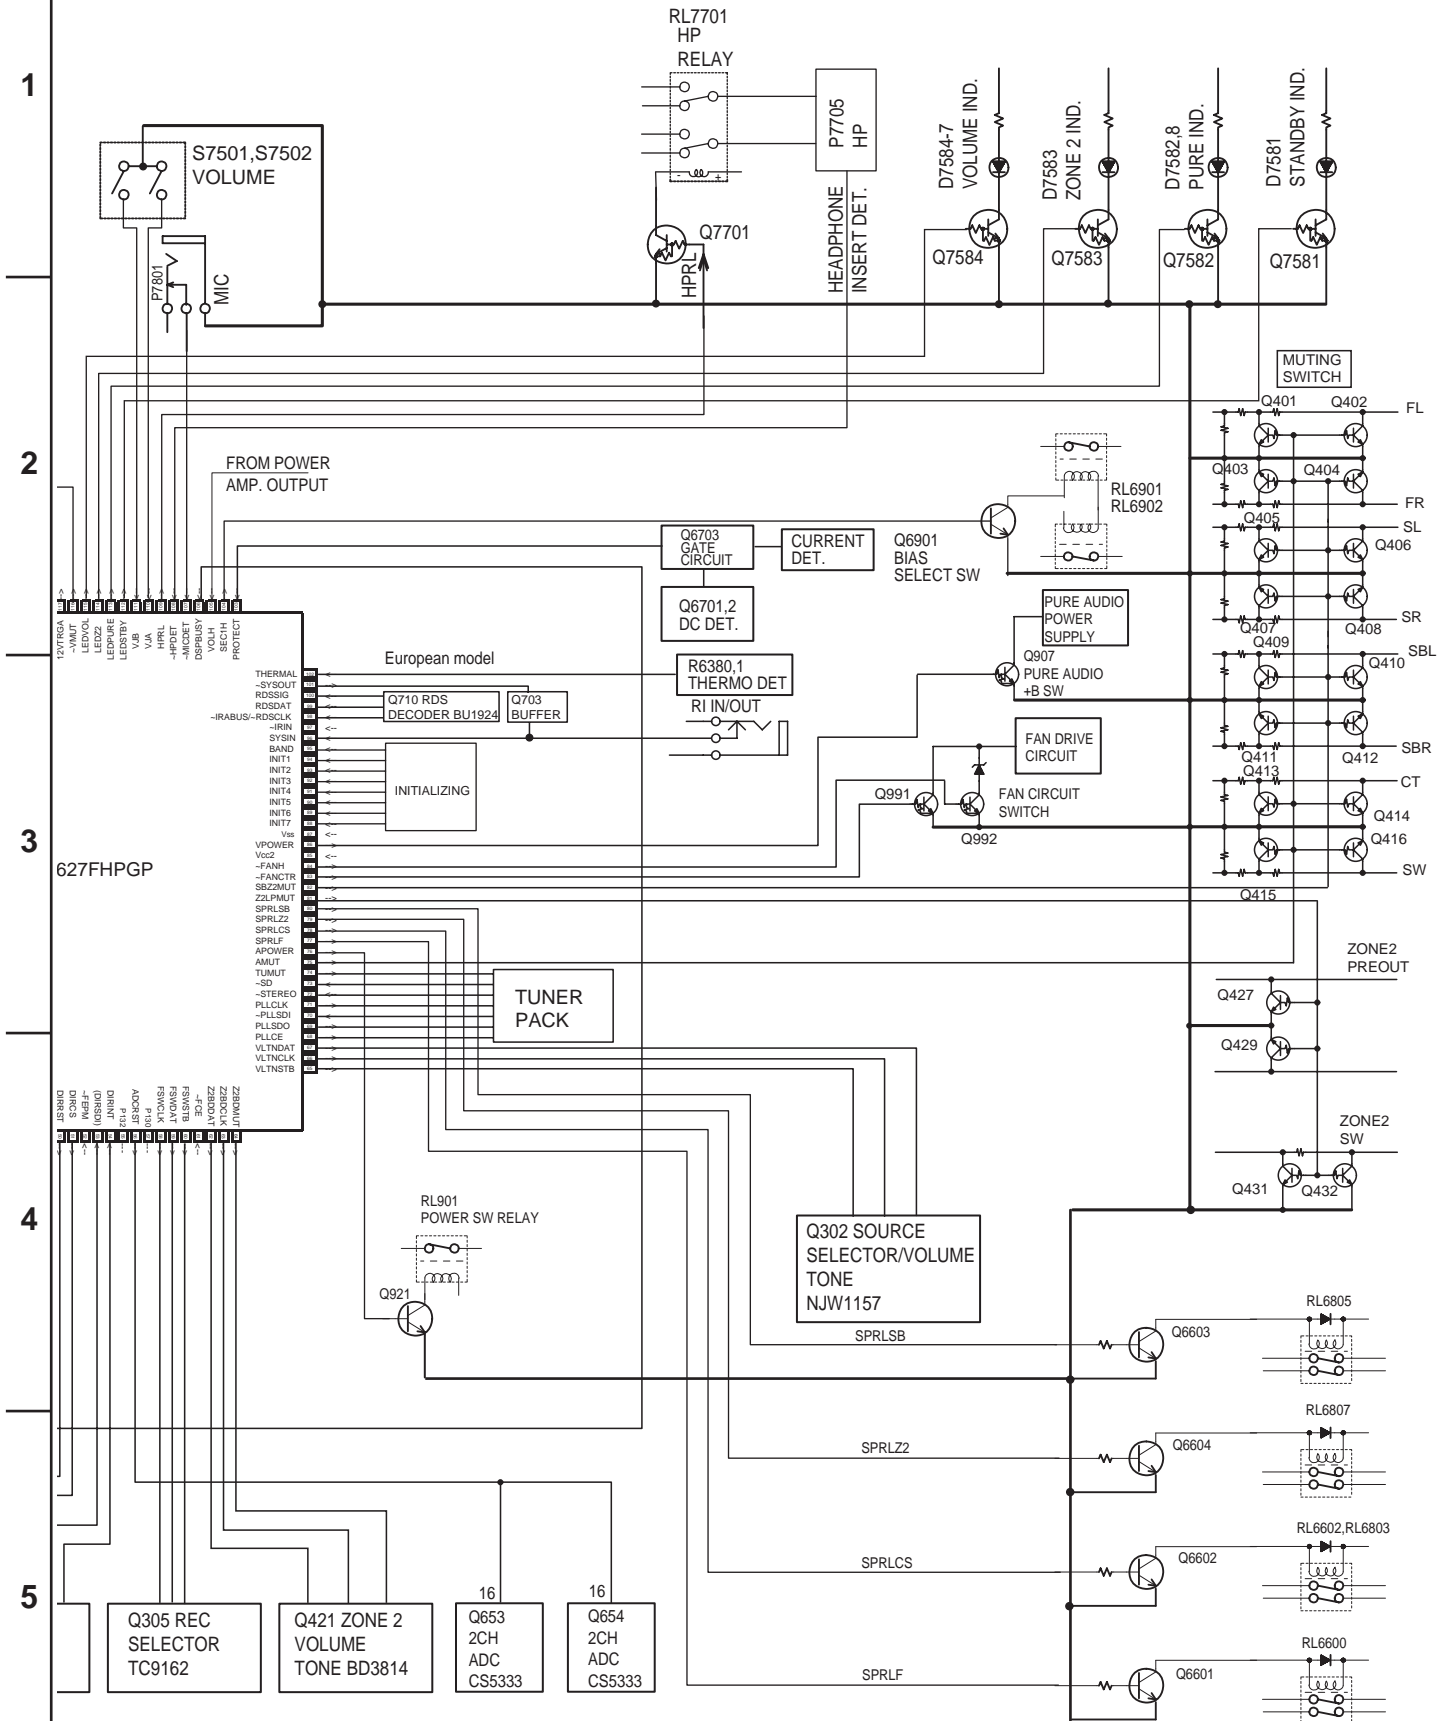 RL7701
HP
RELAY
1
S7501,S7502
VOLUME
P7705
HP
D7584-7
VOLUME IND.
D7583
ZONE 2 IND.
D7582,8
PURE IND.
D7581
STANDBY IND.
- +
Q7701
HPRL
HEADPHONE
INSERT DET.
Q7584
Q7583
Q7582
Q7581
P7801
MIC
MUTING
SWITCH
2
FROM POWER
AMP. OUTPUT
Q401
Q402
FL
Q403
Q404
FR
RL6901
RL6902
Q405
SL
Q406
Q6703
GATE
CIRCUIT
CURRENT
DET.
Q6901
BIAS
SELECT SW
Q6701,2
DC DET.
PURE AUDIO
POWER
SUPPLY
Q407
Q408
SR
Q409
SBL
Q410
12VTRGA
~VMUT
LEDVOL
LEDZ2
LEDPURE
LEDSTBY
VJB
VJA
HPRL
~HPDET
~MICDET
DSPBUSY
VOLH
SEC1H
PROTECT
European model
R6380,1
THERMO DET
Q907
PURE AUDIO
+B SW
THERMAL
~SYSOUT
RDSSIG
RDSDAT
~IRABUS/~RDSCLK
~IRIN
SYSIN
BAND
INIT1
INIT2
INIT3
INIT4
INIT5
INIT6
INIT7
Vss
VPOWER
Vcc2
~FANH
~FANCTR
SBZ2MUT
Z2LPMUT
SPRLSB
SPRLZ2
SPRLCS
SPRLF
APOWER
AMUT
TUMUT
~SD
~STEREO
PLLCLK
~PLLSDI
PLLSDO
PLLCE
VLTNDAT
VLTNCLK
VLTNSTB
Q710 RDS
DECODER BU1924
Q703
BUFFER
RI IN/OUT
INITIALIZING
FAN DRIVE
CIRCUIT
Q991
FAN CIRCUIT
SWITCH
Q992
Q411
Q412
SBR
Q413
CT
Q414
Q416
SW
Q415
3
627FHPGP
TUNER
PACK
ZONE2
PREOUT
Q427
Q429
DIRRST
DIRCS
~FEPM
(DIRSDI)
DIRINT
P132
ADCRST
P130
FSWCLK
FSWDAT
FSWSTB
~FCE
Z2BDDAT
Z2BDCLK
Z2BDMUT
ZONE2
SW
Q431
Q432
4
RL901
POWER SW RELAY
Q921
Q302 SOURCE
SELECTOR/VOLUME
TONE
NJW1157
SPRLSB
Q6603
RL6805
SPRLZ2
Q6604
RL6807
SPRLCS
Q6602
RL6602,RL6803
5
Q305 REC
SELECTOR
TC9162
Q421 ZONE 2
VOLUME
TONE BD3814
16
Q653
2CH
ADC
CS5333
16
Q654
2CH
ADC
CS5333
SPRLF
Q6601
RL6600